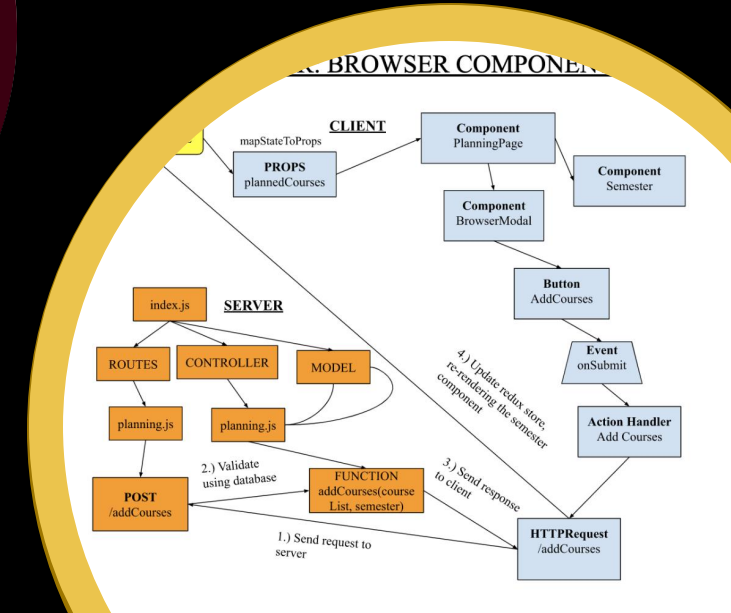 BROWSER COMPONEN
CLIENT
mapStateToProps
PROPS
plannedCourses
Component
PlanningPage
Component
Semester
Component
BrowserModal
Button
AddCourses
Event
onSubmit
Action Handler
Add Courses
HTTPRequest
/addCourses
index.js
SERVER
ROUTES
CONTROLLER
MODEL
planning.js
planning.js
POST
/addCourses
FUNCTION
addCourses(course
List, semester)
1.) Send request to
server
2.) Validate
using database
3.) Send response
to client
4.) Update redux store,
re-rendering the semester
component